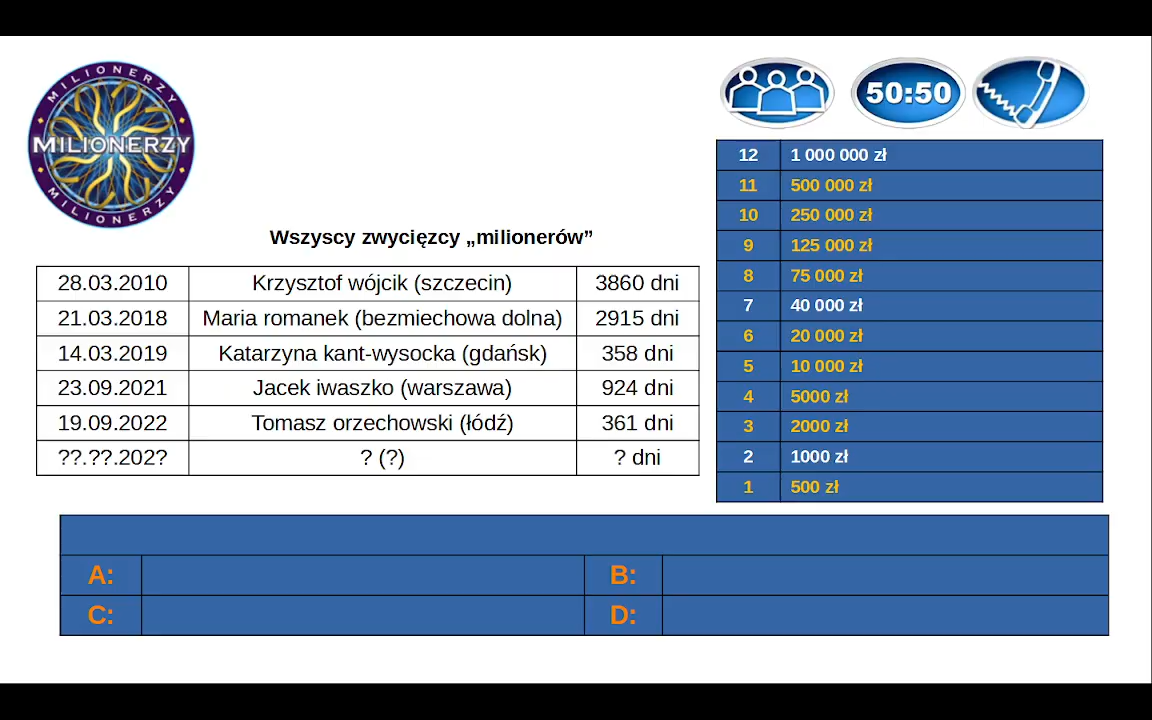 MILIONERZY
MILIONERZY
MILIONERZY
50:50
Wszyscy zwycięzcy „milionerów”
28.03.2010 Krzysztof wójcik (szczecin) 3860 dni
21.03.2018 Maria romanek (bezmiechowa dolna) 2915 dni
14.03.2019 Katarzyna kant-wysocka (gdańsk) 358 dni
23.09.2021 Jacek iwaszko (warszawa) 924 dni
19.09.2022 Tomasz orzechowski (łódź) 361 dni
??.??.202? ? (?) ? dni
12 1 000 000 zł
11 500 000 zł
10 250 000 zł
9 125 000 zł
8 75 000 zł
7 40 000 zł
6 20 000 zł
5 10 000 zł
4 5000 zł
3 2000 zł
2 1000 zł
1 500 zł
A: B:
C: D: